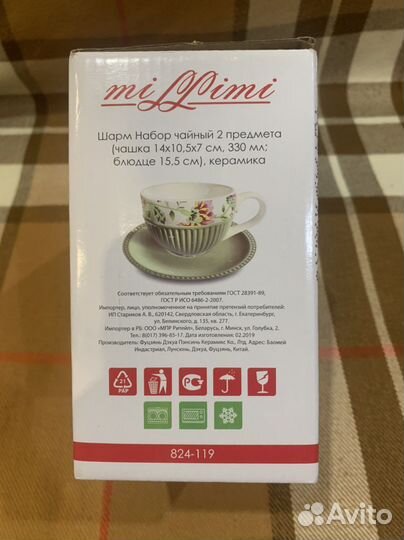 miLLimi
Шарм Набор чайный 2 предмета
(чашка 14х10,5х7 см, 330 мл;
блюдце 15,5 см), керамика
Соответствует обязательным требованиям ГОСТ 28391-89,
ГОСТ Р ИСО 6486-2-2007.
Импортер, лицо, уполномоченное на принятие претензий потребителей:
ИП Стариков А. В., 620142, Свердловская область, г. Екатеринбург,
ул. Белинского, д. 135, кв. 277.
Импортер в РБ: ООО «МПР Ритейл», Беларусь, г. Минск, ул. Голубка, 2.
Тел.: 8(017) 396-85-17. Дата изготовления: 02.2019
Производитель: Фуцзянь Дэхуа Пэнсинь Керамикс Ко., Лтд. Адрес: Баомей
Индастриал, Лунсюнь, Дэхуа, Фуцзянь, Китай.
21
PAP
РС
824-119
Avito